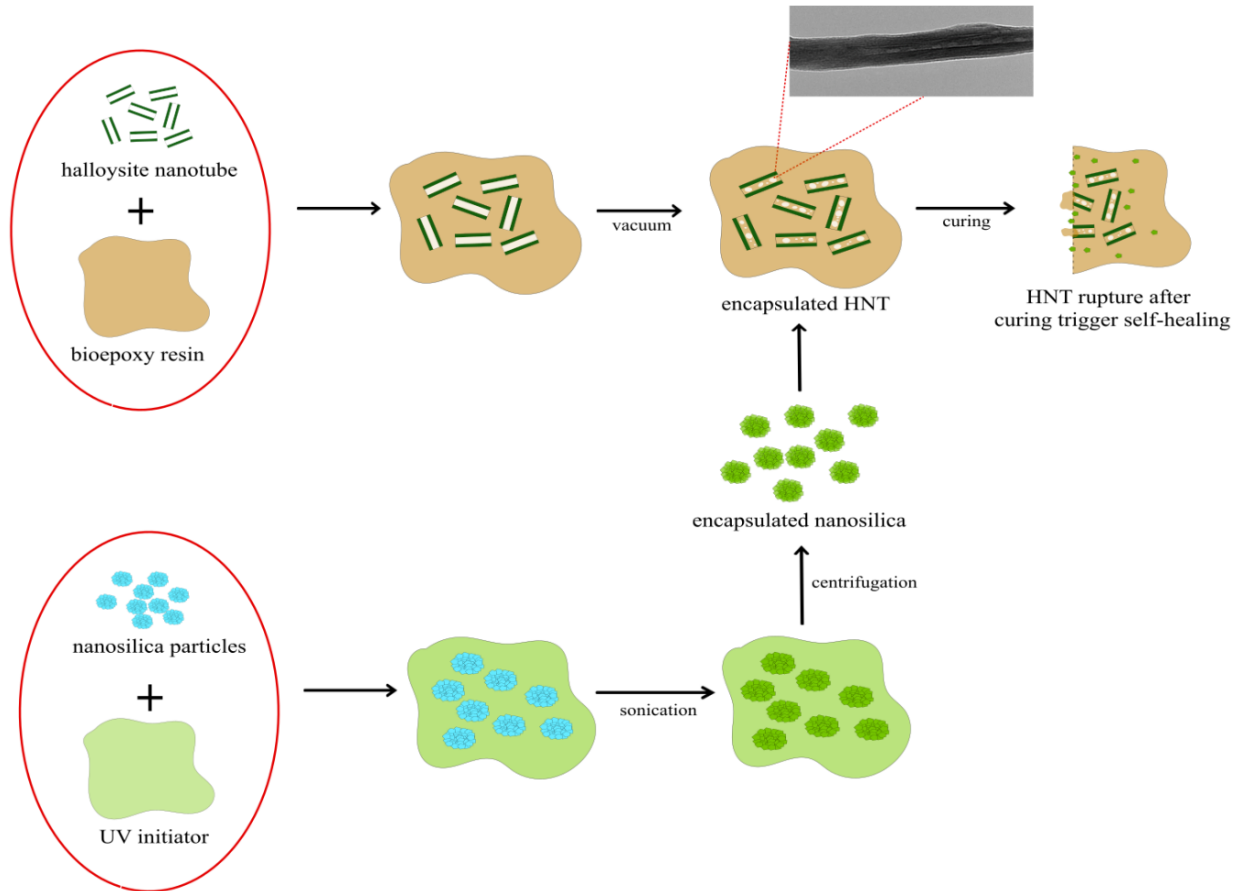 halloysite nanotube
+
bioepoxy resin
vacuum
encapsulated HNT
curing
HNT rupture after
curing trigger self-healing
encapsulated nanosilica
centrifugation
nanosilica particles
+
UV initiator
sonication